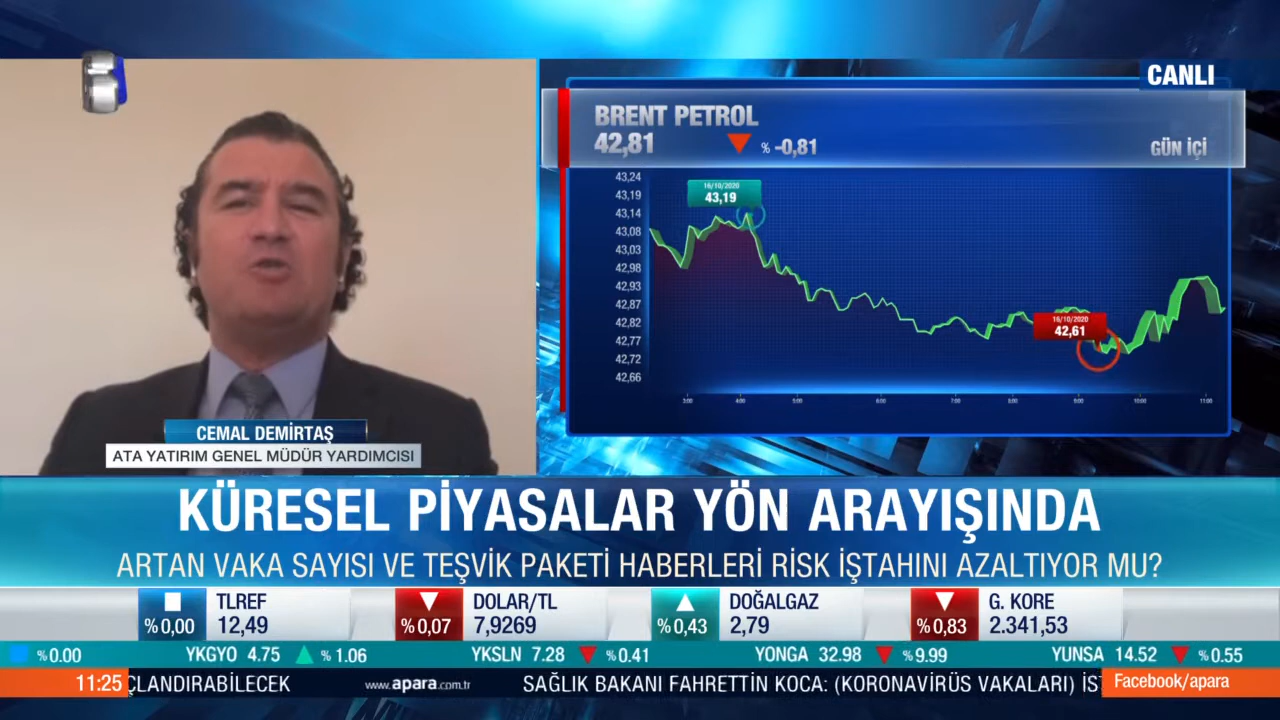 CANLI
BRENT PETROL
42,81 % -0,81
GÜN İÇİ
43,24
43,19
43,14
43,08
43,03
42,98
42,93
42,87
42,82
42,77
42,72
42,66
16/10/2020
43,19
16/10/2020
42,61
3:00 4:00 5:00 6:00 7:00 8:00 9:00 10:00 11:00
CEMAL DEMİRTAŞ
ATA YATIRIM GENEL MÜDÜR YARDIMCISI
KÜRESEL PİYASALAR YÖN ARAYIŞINDA
ARTAN VAKA SAYISI VE TEŞVİK PAKETİ HABERLERİ RİSK İŞTAHINI AZALTIYOR MU?
% 0,00 TLREF 12,49
% 0,07 DOLAR/TL 7,9269
% 0,43 DOĞALGAZ 2,79
% 0,83 G. KORE 2.341,53
% 0.00 YKGYO 4.75 % 1.06 YKSLN 7.28 % 0.41 YONGA 32.98 % 9.99 YUNSA 14.52 % 0.55
11:25 ÇLANDIRABİLECEK www.apara.com.tr SAĞLIK BAKANI FAHRETTİN KOCA: (KORONAVİRÜS VAKALARI) İST Facebook/apara